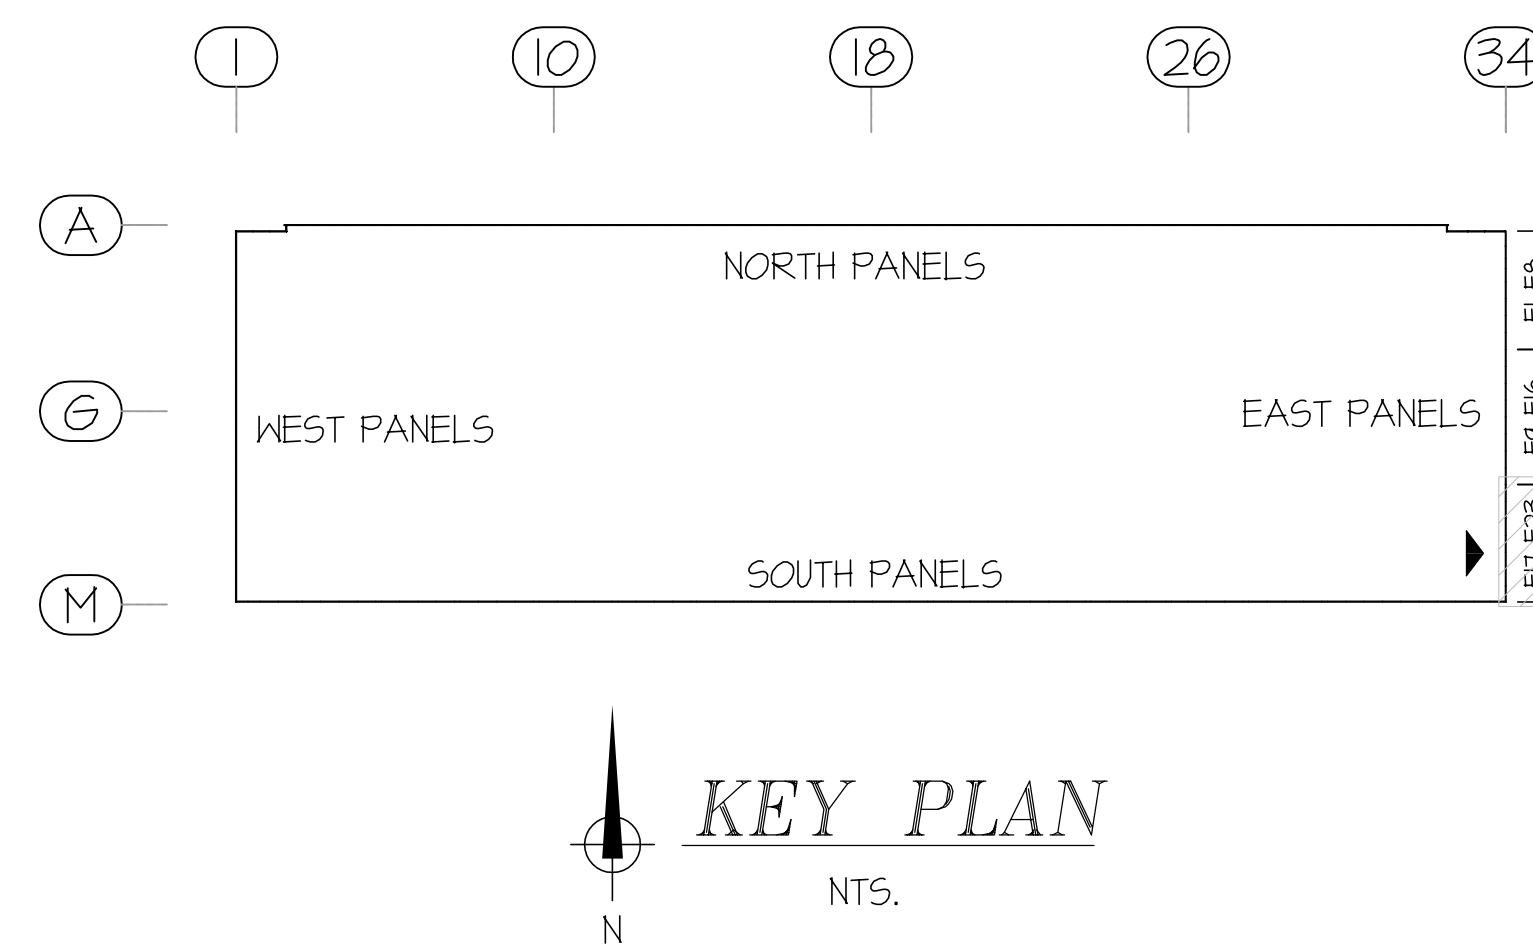 1 10 18 26 34
A
NORTH PANELS
G
WEST PANELS
EAST PANELS
SOUTH PANELS
M
KEY PLAN
NTS.
N